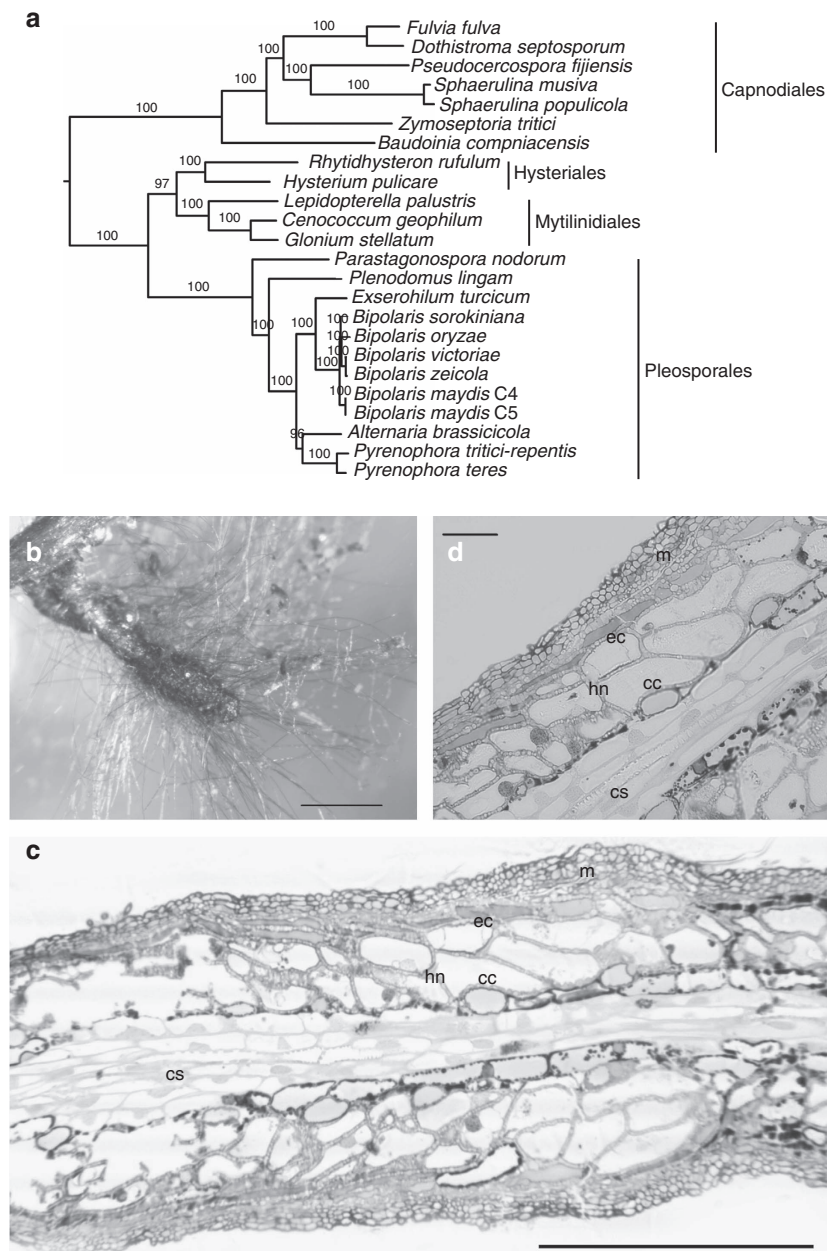 a
100
Fulvia fulva
100
Dothistroma septosporum
100
100
Pseudocercospora fijiensis
100
Sphaerulina musiva
Capnodiales
100
Sphaerulina populicola
Zymoseptoria tritici
Baudoinia compniacensis
100
Rhytidhysteron rufulum
Hysteriales
97
Hysterium pulicare
100
Lepidopterella palustris
100
Cenococcum geophilum
Mytilinidiales
100
Glonium stellatum
Parastagonospora nodorum
100
Plenodomus lingam
Exserohilum turcicum
100
100
100
Bipolaris sorokiniana
100
Bipolaris oryzae
100
Bipolaris victoriae
100
Bipolaris zeicola
Pleosporales
100
100
Bipolaris maydis C4
Bipolaris maydis C5
96
Alternaria brassicicola
100
Pyrenophora tritici-repentis
Pyrenophora teres
b
d
m
ec
hn
cc
cs
c
m
ec
hn
cc
cs